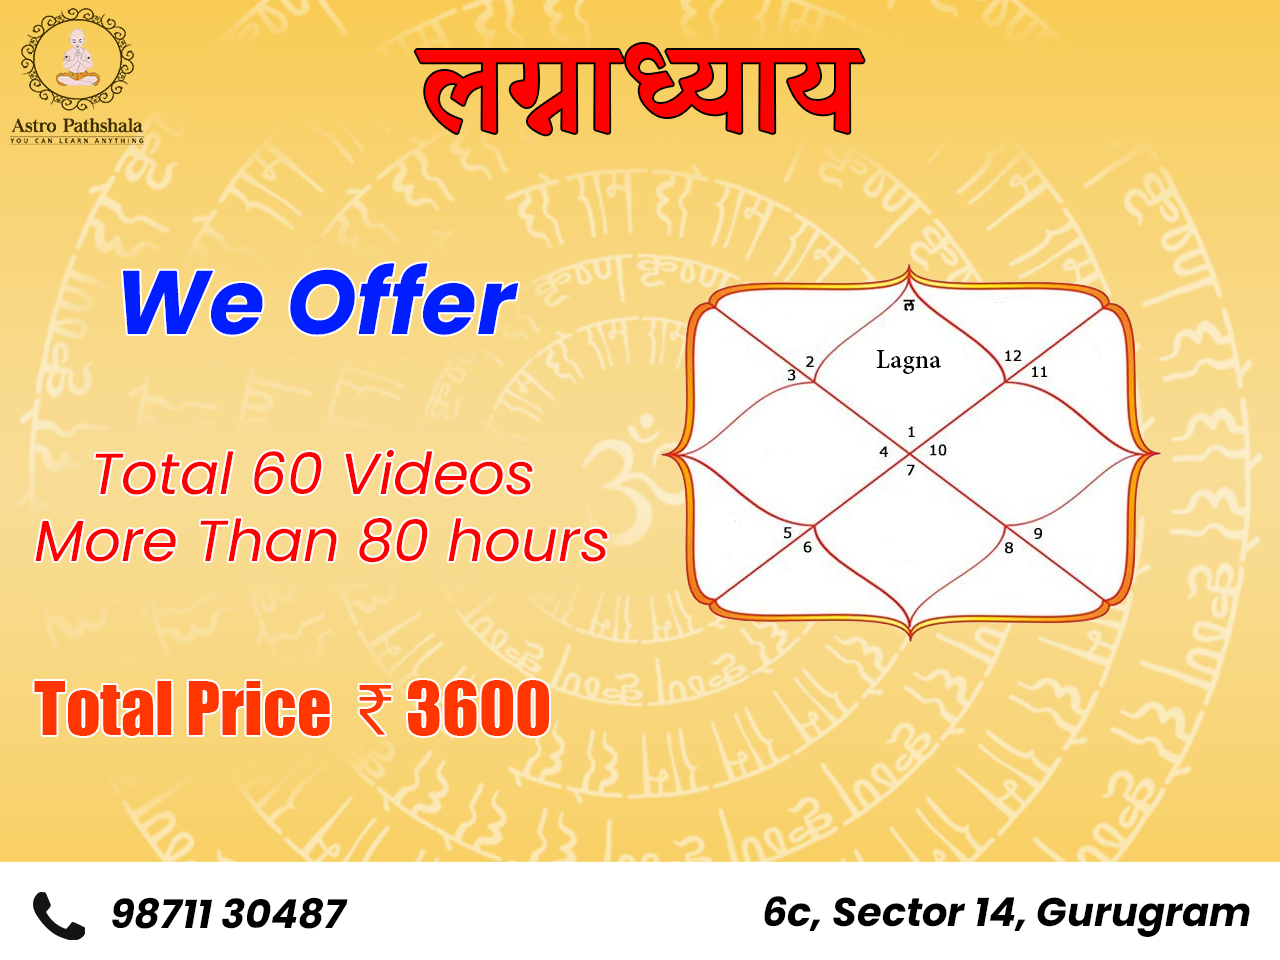 Astro Pathshala
YOU CAN LEARN ANYTHING
लग्नाध्याय
We Offer
Total 60 Videos
More Than 80 hours
Total Price ₹ 3600
ल
Lagna
2
3
12
11
1
4
10
7
5
6
9
8
98711 30487
6c, Sector 14, Gurugram